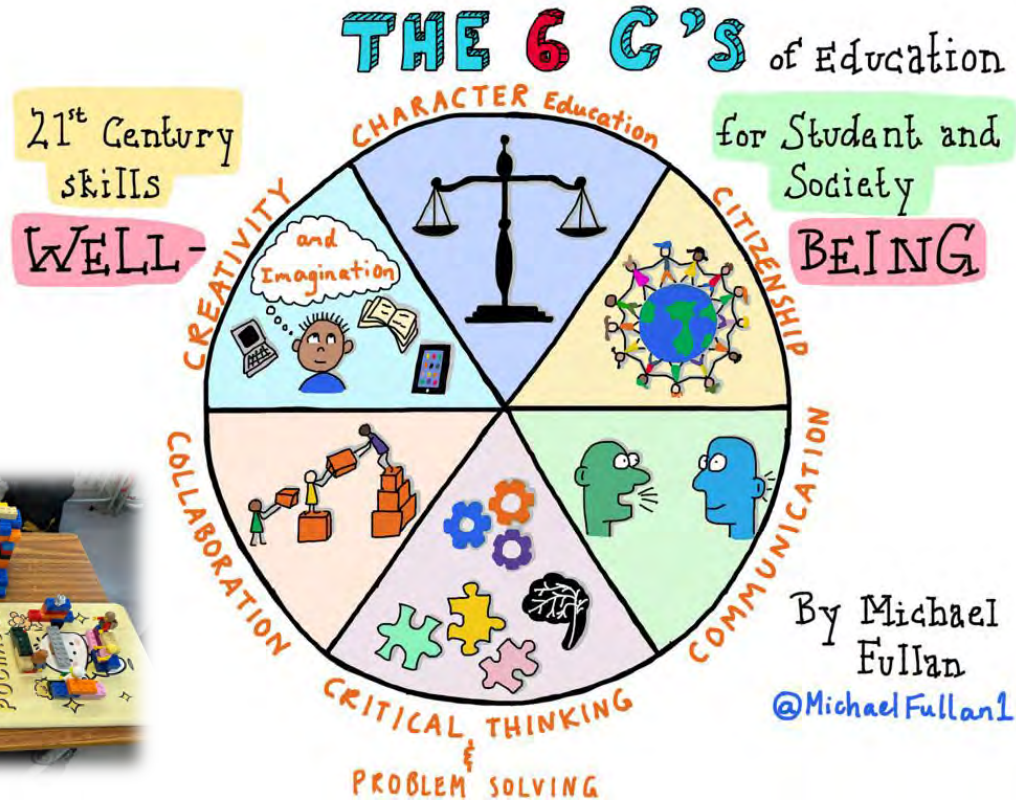 THE 6 C'S of Education
21st Century
skills
WELL-
for Student and
Society
BEING
CHARACTER Education
CITIZENSHIP
COMMUNICATION
CRITICAL THINKING
&
PROBLEM SOLVING
COLLABORATION
CREATIVITY
and
Imagination
By Michael
Fullan
@MichaelFullan1